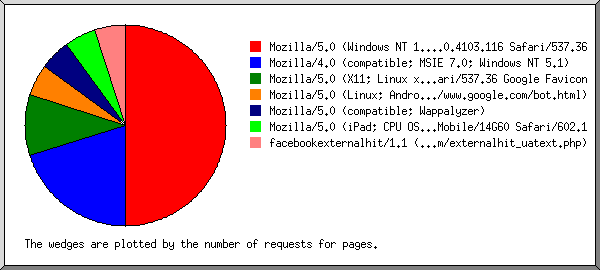 Mozilla/5.0 (Windows NT 1....0.4103.116 Safari/537.36
Mozilla/4.0 (compatible; MSIE 7.0; Windows NT 5.1)
Mozilla/5.0 (X11; Linux x...ari/537.36 Google Favicon
Mozilla/5.0 (Linux; Andro.../www.google.com/bot.html)
Mozilla/5.0 (compatible; Wappalyzer)
Mozilla/5.0 (iPad; CPU OS...Mobile/14G60 Safari/602.1
facebookexternalhit/1.1 (...m/externalhit_uatext.php)
The wedges are plotted by the number of requests for pages.